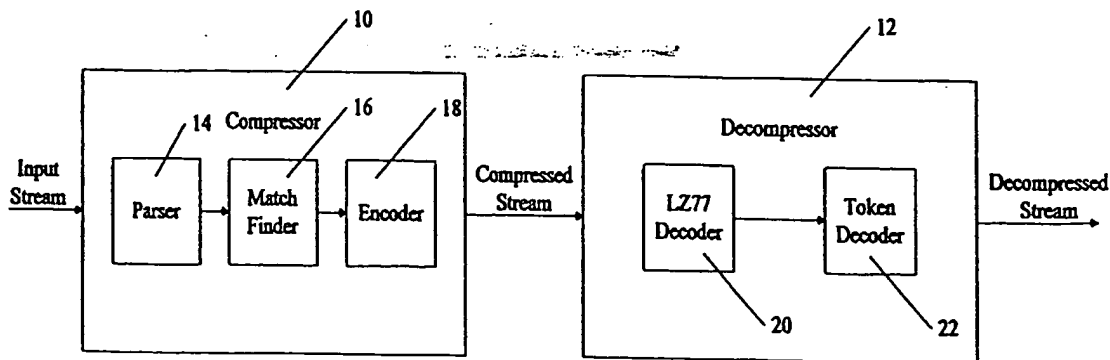 10
12
Compressor
14
16
18
Input
Stream
Parser
Match
Finder
Encoder
Compressed
Stream
Decompressor
LZ77
Decoder
Token
Decoder
20
22
Decompressed
Stream